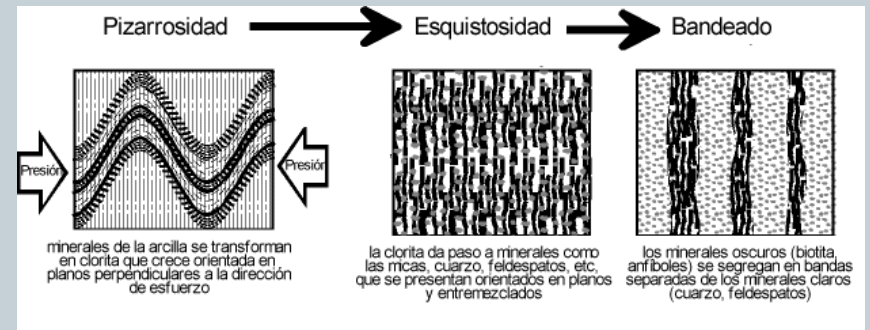 Pizarrosidad
Esquistosidad
Bandeado
Presión
Presión
minerales de la arcilla se transforman
en clorita que crece orientada en
planos perpendiculares a la dirección
de esfuerzo
la clorita da paso a minerales como
las micas, cuarzo, feldespatos, etc,
que se presentan orientados en planos
y entremezclados
los minerales oscuros (biotita,
anfíboles) se segregan en bandas
separadas de los minerales claros
(cuarzo, feldespatos)